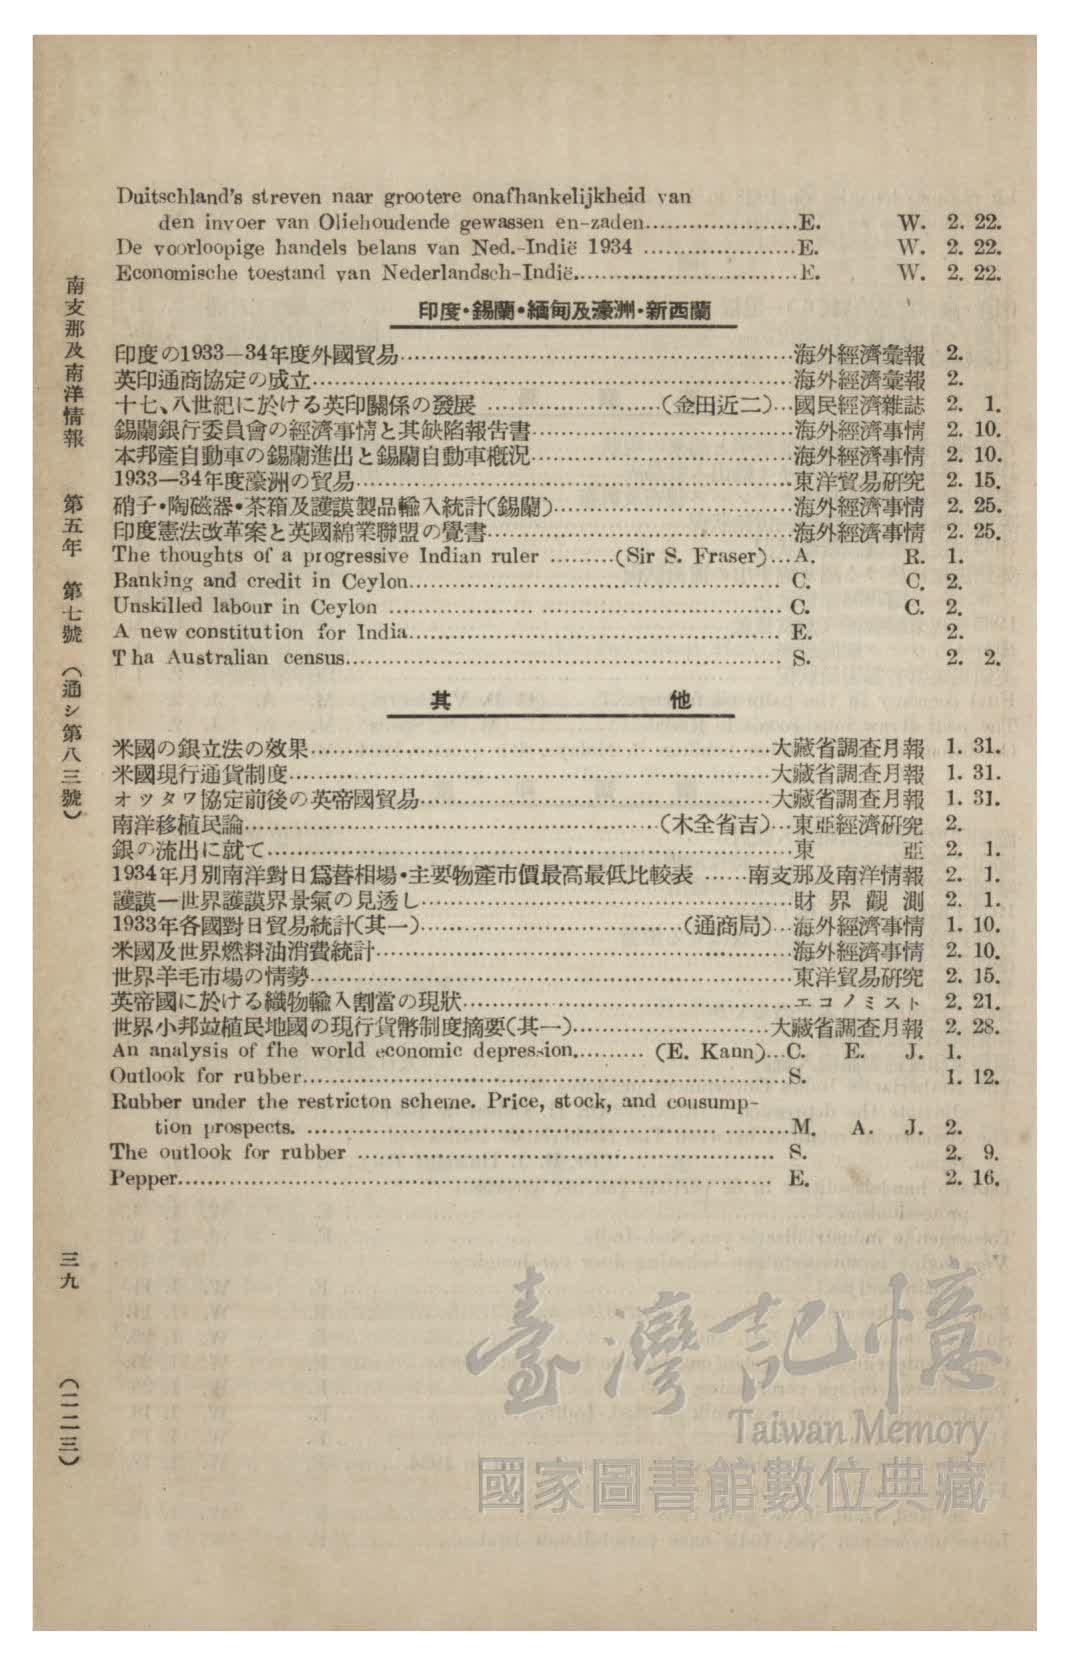 Duitschland's streven naar grootere onafhankelijkheid van
den invoer van Oliehoudende gewassen en-zaden.....................E. W. 2. 22.
De voorloopige handels belans van Ned.-Indië 1934 .....................E. W. 2. 22.
Economische toestand van Nederlandsch-Indië...............................E. W. 2. 22.
印度•錫蘭•緬甸及濠洲•新西蘭
印度の1933—34年度外國貿易......................................................海外經濟彙報 2.
英印通商協定の成立..................................................................海外經濟彙報 2.
十七、八世紀に於ける英印關係の發展 ........................(金田近二)...國民經濟雜誌 2. 1.
錫蘭銀行委員會の經濟事情と其缺陷報告書....................................海外經濟事情 2. 10.
本邦產自動車の錫蘭進出と錫蘭自動車概況....................................海外經濟事情 2. 10.
1933—34年度濠洲の貿易............................................................東洋貿易研究 2. 15.
硝子•陶磁器•茶箱及護謨製品輸入統計(錫蘭).................................海外經濟事情 2. 25.
印度憲法改革案と英國綿業聯盟の覺書..........................................海外經濟事情 2. 25.
The thoughts of a progressive Indian ruler .........(Sir S. Fraser)...A. R. 1.
Banking and credit in Ceylon................................................... C. C. 2.
Unskilled labour in Ceylon ................... ................................. C. C. 2.
A new constitution for India................................................... E. 2.
Tha Australian census............................................................ S. 2. 2.
其 他
米國の銀立法の效果...............................................................大藏省調査月報 1. 31.
米國現行通貨制度..................................................................大藏省調査月報 1. 31.
オツタワ協定前後の英帝國貿易................................................大藏省調査月報 1. 31.
南洋移植民論.........................................................(木全省吉)...東亞經濟研究 2.
銀の流出に就て........................................................................東 亞 2. 1.
1934年月別南洋對日爲替相場•主要物產市價最高最低比較表 ......南支那及南洋情報 2. 1.
護謨一世界護謨界景氣の見透し...................................................財界觀測 2. 1.
1933年各國對日貿易統計(其一)....................................(通商局)...海外經濟事情 1. 10.
米國及世界燃料油消費統計.........................................................海外經濟事情 2. 10.
世界羊毛市場の情勢..................................................................東洋貿易研究 2. 15.
英帝國に於ける織物輸入割當の現狀.............................................エコノミスト 2. 21.
世界小邦竝植民地國の現行貨幣制度摘要(其一)...........................大藏省調査月報 2. 28.
An analysis of fhe world economic depression.......... (E. Kann)...C. E. J. 1.
Outlook for rubber..................................................................S. 1. 12.
Rubber under the restricton scheme. Price, stock, and cousump-
tion prospects. ........................................................ .........M. A. J. 2.
The outlook for rubber ......................................................... S. 2. 9.
Pepper................................................................................. E. 2. 16.
南支那及南洋情報 第五年 第七號 (通シ第八三號)
三九
(二二三)
臺灣記憶
Taiwan Memory
國家圖書館數位典藏